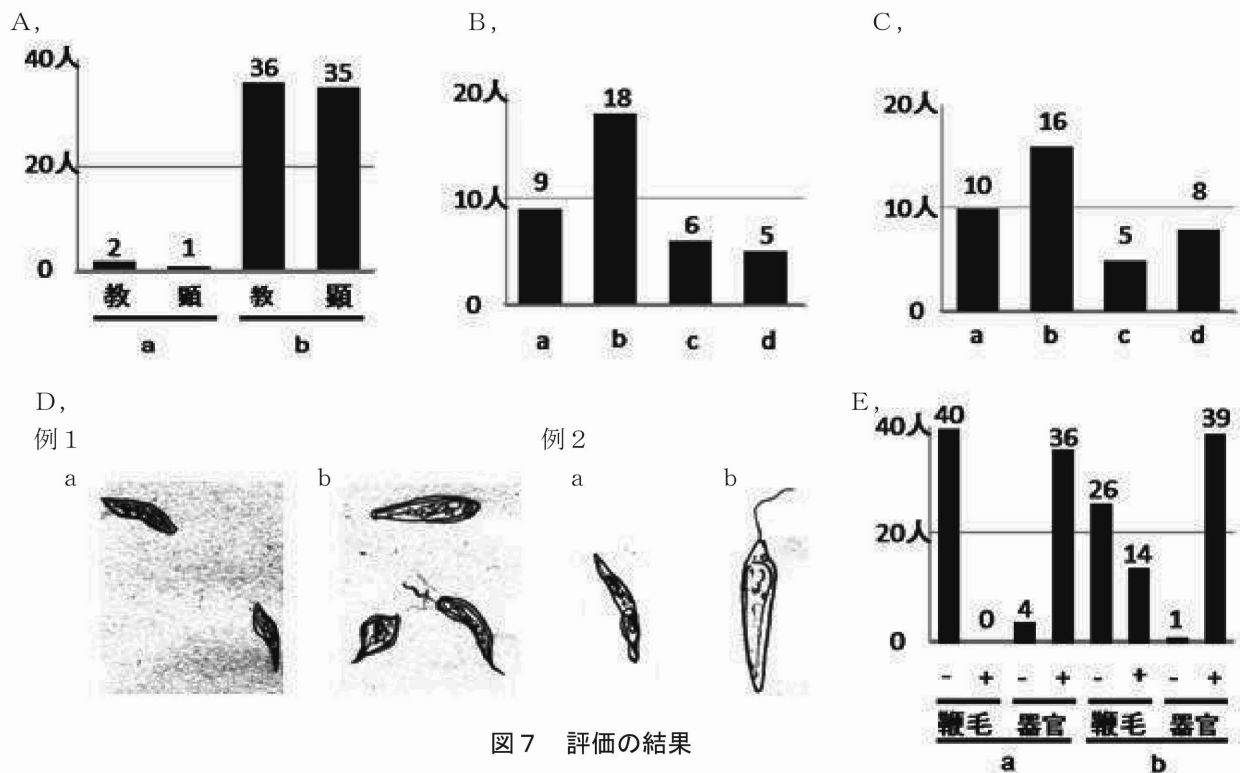 A,
40人
20人
0
2
1
36
35
教 顕 教 顕
a b
B,
20人
10人
0
9
18
6
5
a b c d
C,
20人
10人
0
10
16
5
8
a b c d
D,
例1
a b
例2
a b
E,
40人
20人
0
40
0
4
36
26
14
1
39
- + - + - + - +
鞭毛 器官 鞭毛 器官
a b
図7 評価の結果